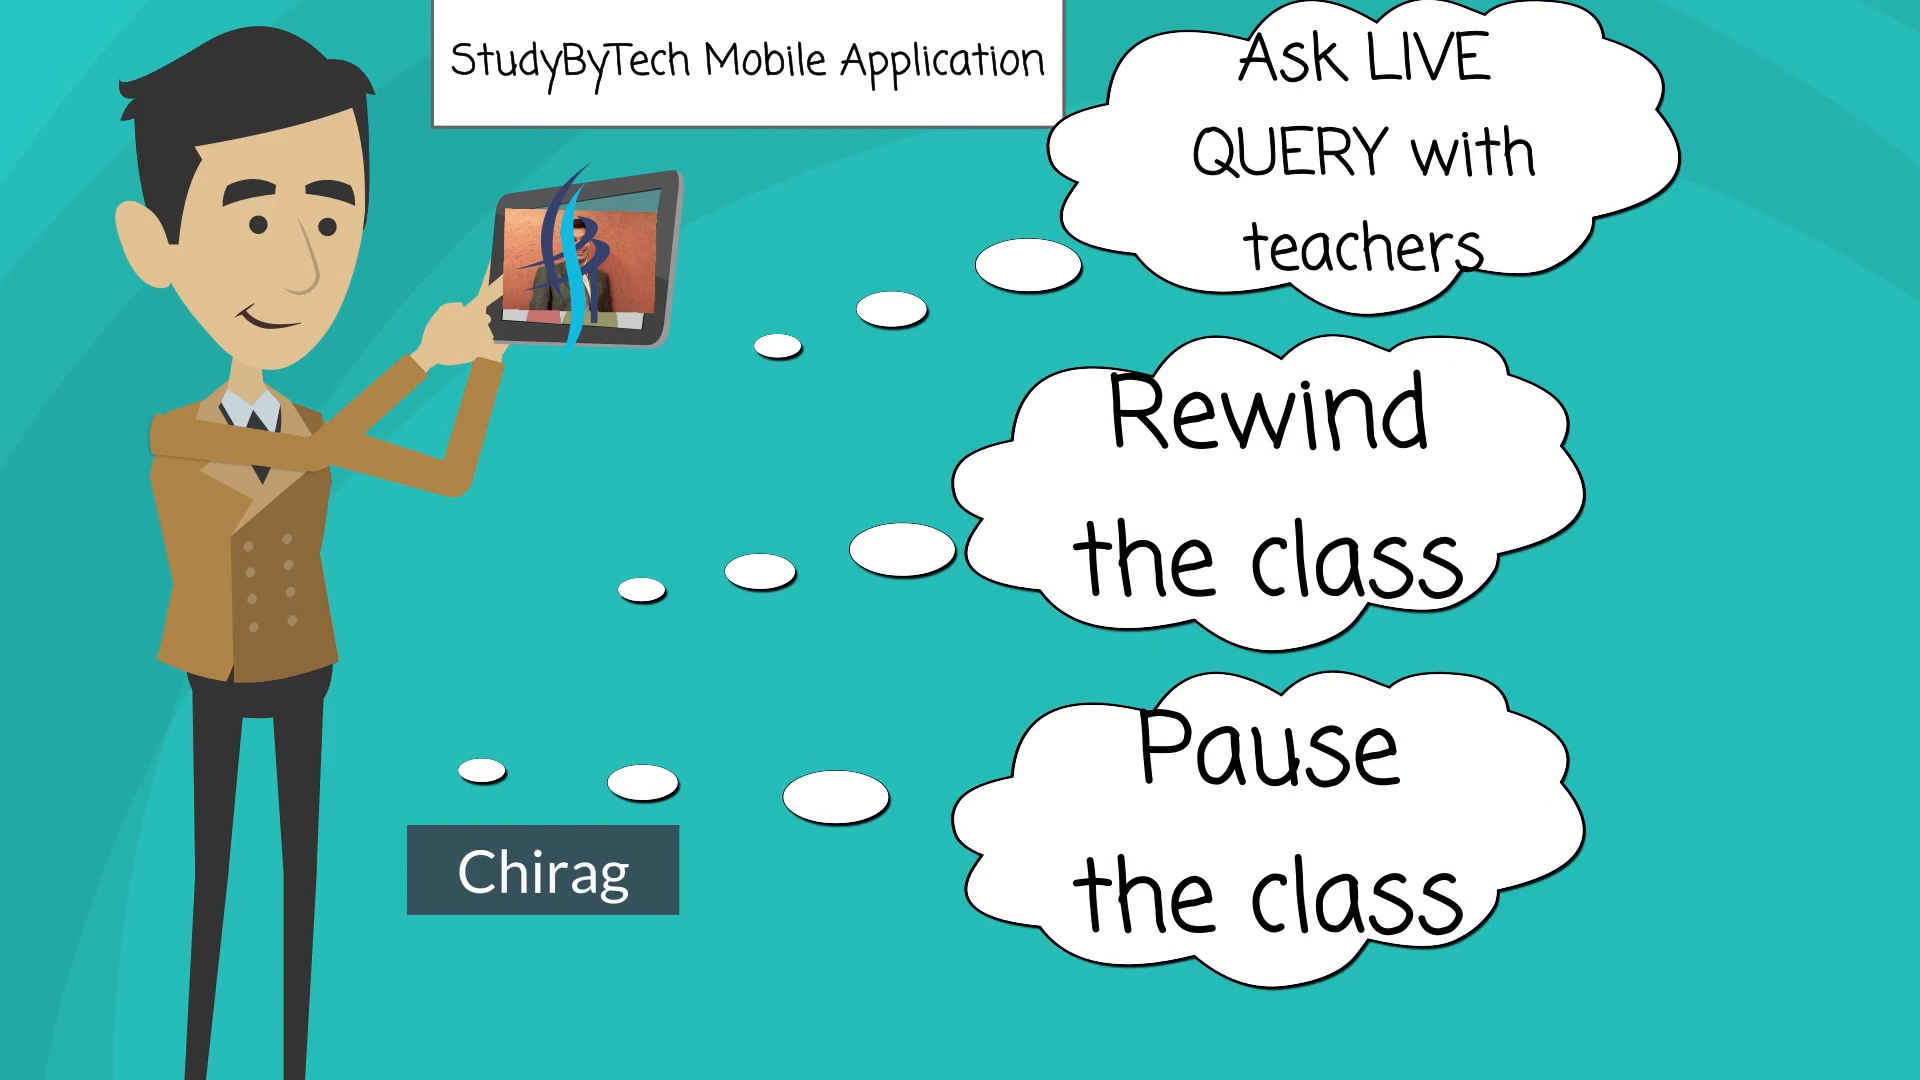 StudyByTech Mobile Application
Ask LIVE
QUERY with
teachers
Rewind
the class
Pause
the class
Chirag